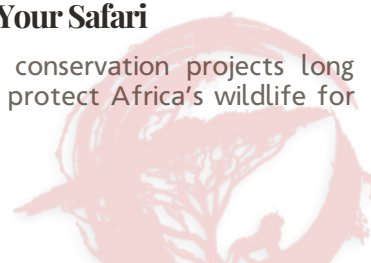 Your Safari
conservation projects long
protect Africa's wildlife for